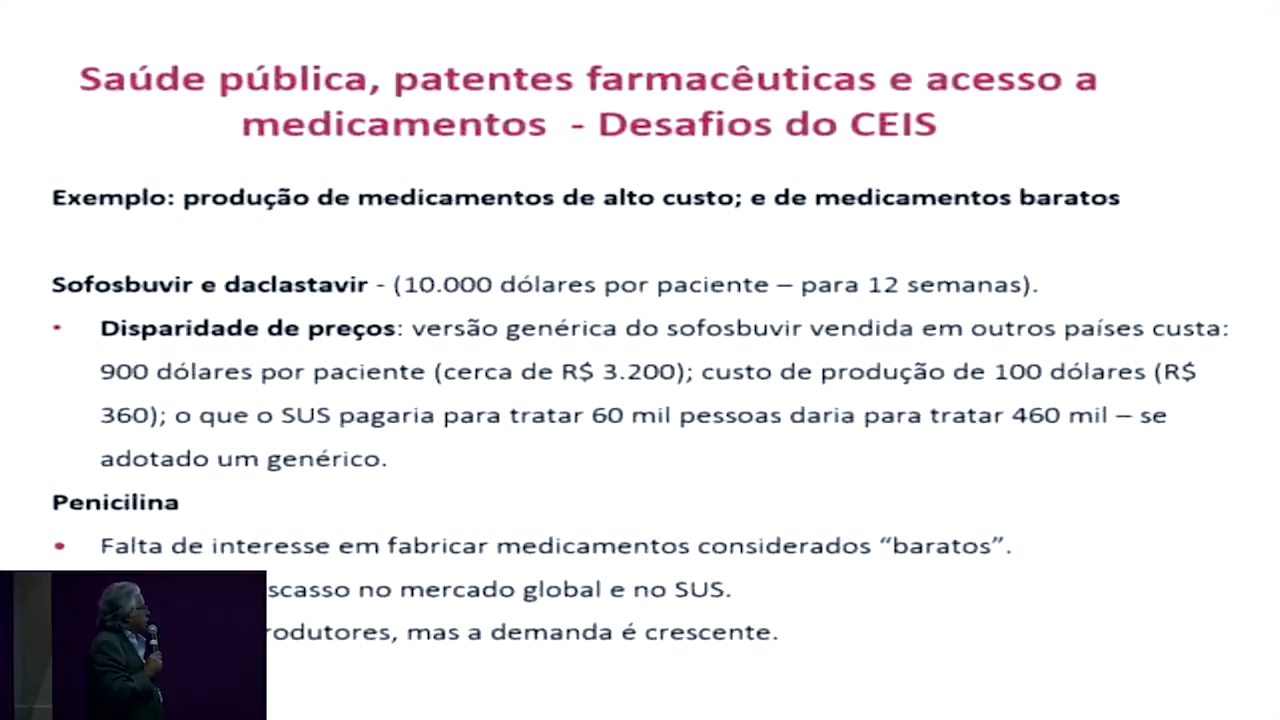 Saúde pública, patentes farmacêuticas e acesso a
medicamentos - Desafios do CEIS
Exemplo: produção de medicamentos de alto custo; e de medicamentos baratos
Sofosbuvir e daclastavir - (10.000 dólares por paciente – para 12 semanas).
• Disparidade de preços: versão genérica do sofosbuvir vendida em outros países custa:
900 dólares por paciente (cerca de R$ 3.200); custo de produção de 100 dólares (R$
360); o que o SUS pagaria para tratar 60 mil pessoas daria para tratar 460 mil – se
adotado um genérico.
Penicilina
• Falta de interesse em fabricar medicamentos considerados “baratos”.
scasso no mercado global e no SUS.
rodutores, mas a demanda é crescente.